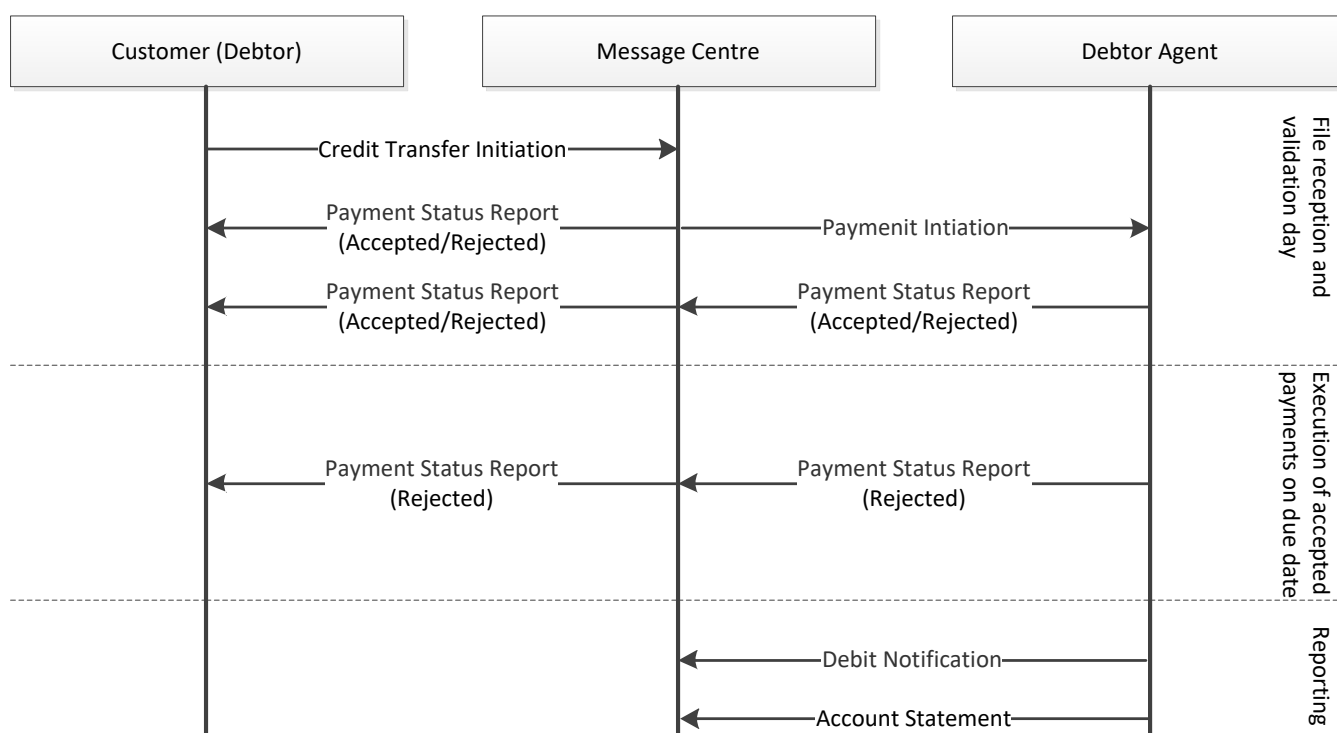 Customer (Debtor)
Message Centre
Debtor Agent
File reception and
validation day
Credit Transfer Initiation
Payment Status Report
(Accepted/Rejected)
Paymenit Intiation
Payment Status Report
(Accepted/Rejected)
Payment Status Report
(Accepted/Rejected)
Execution of accepted
payments on due date
Payment Status Report
(Rejected)
Payment Status Report
(Rejected)
Reporting
Debit Notification
Account Statement